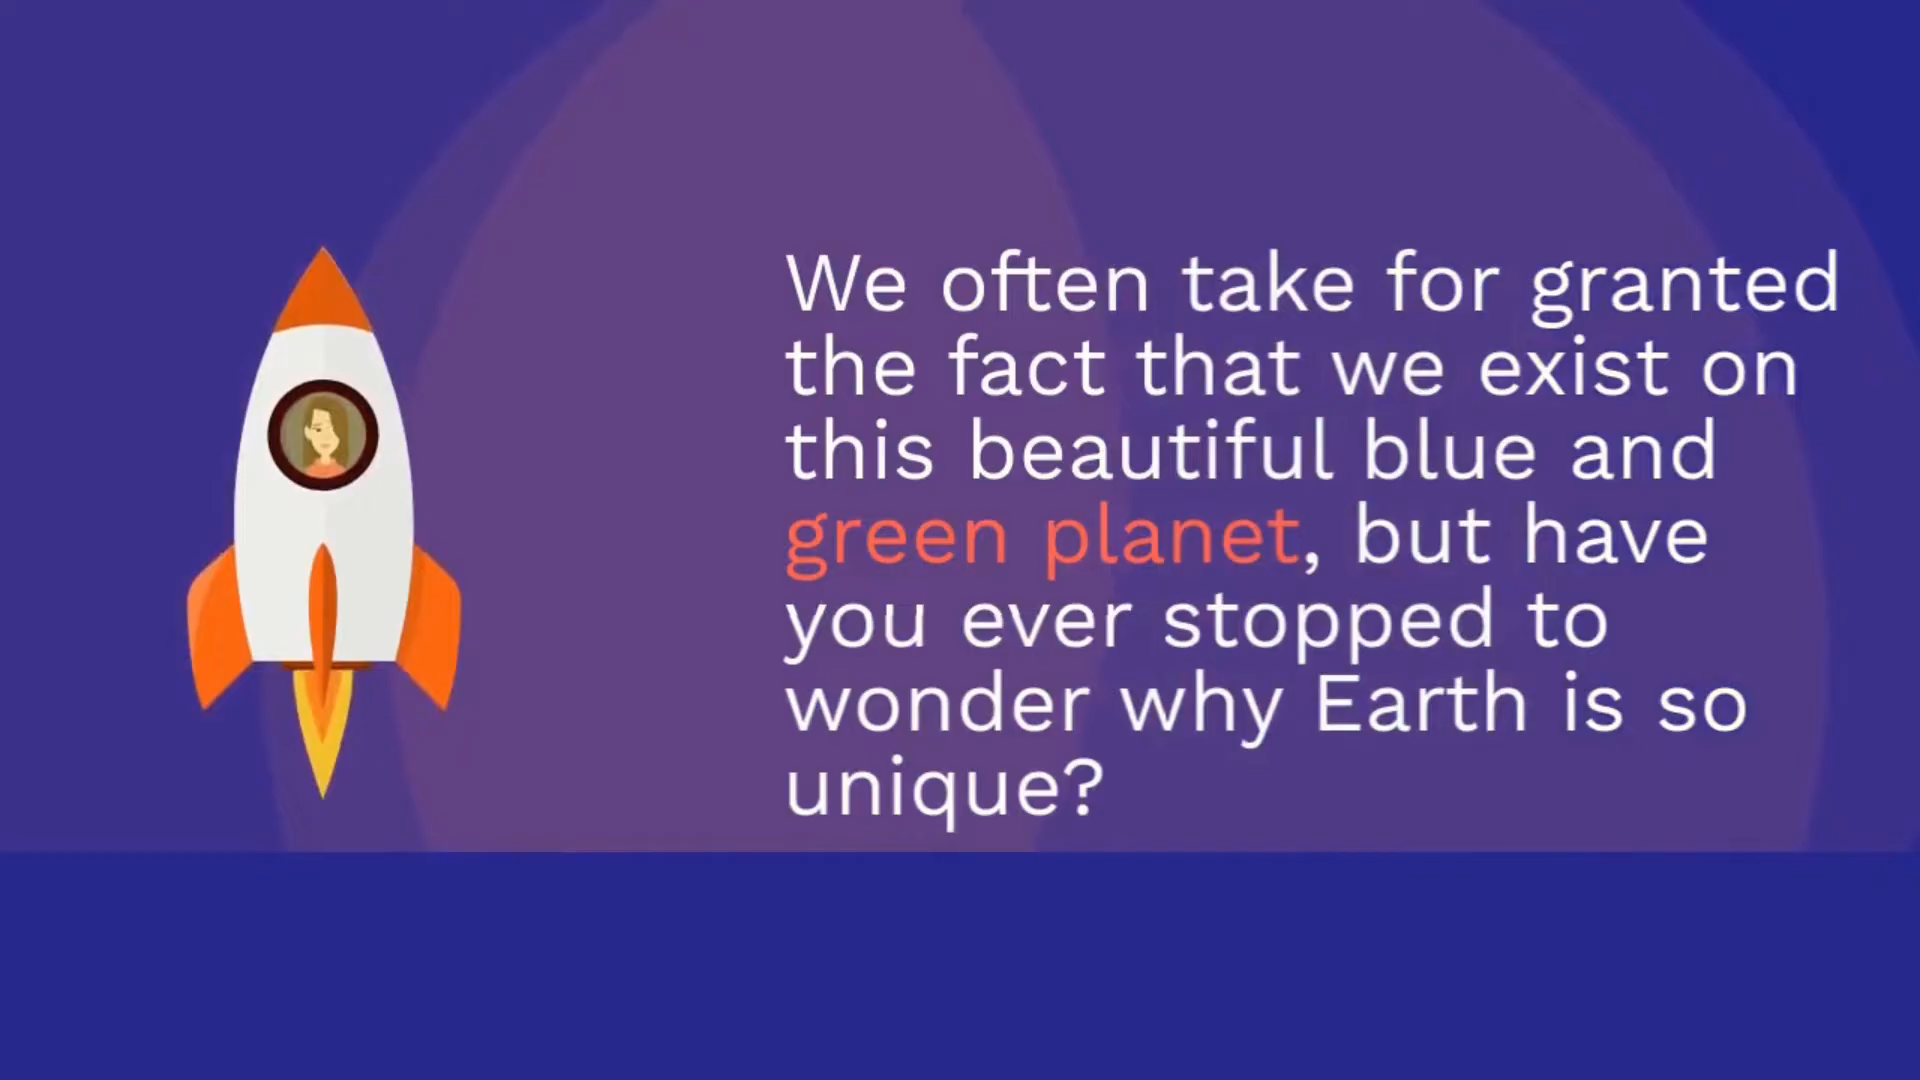 We often take for granted
the fact that we exist on
this beautiful blue and
green planet, but have
you ever stopped to
wonder why Earth is so
unique?